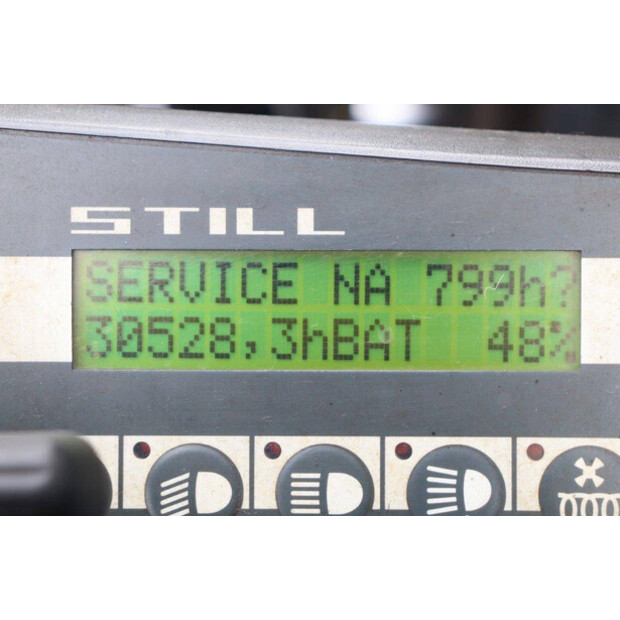 STILL
SERVICE NA 799h?
30528,3hBAT 48%